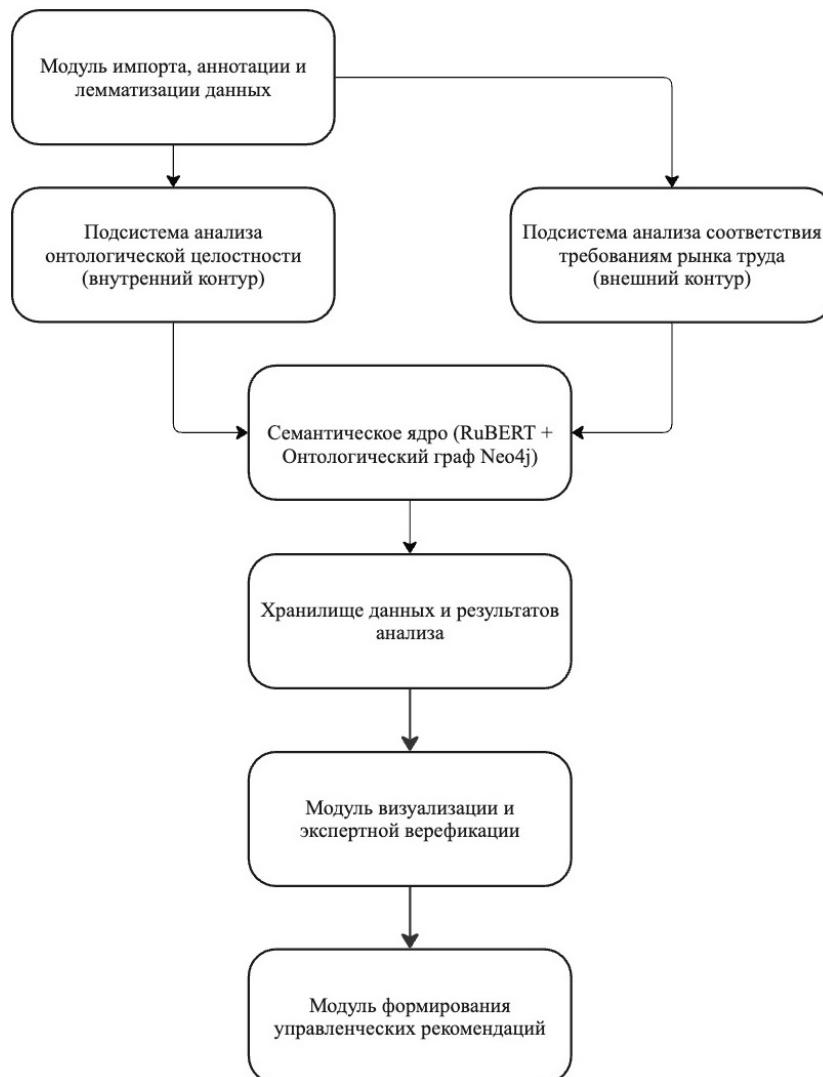 Модуль импорта, аннотации и
лемматизации данных
Подсистема анализа
онтологической целостности
(внутренний контур)
Подсистема анализа соответствия
требованиям рынка труда
(внешний контур)
Семантическое ядро (RuBERT +
Онтологический граф Neo4j)
Хранилище данных и результатов
анализа
Модуль визуализации и
экспертной верефикации
Модуль формирования
управленческих рекомендаций